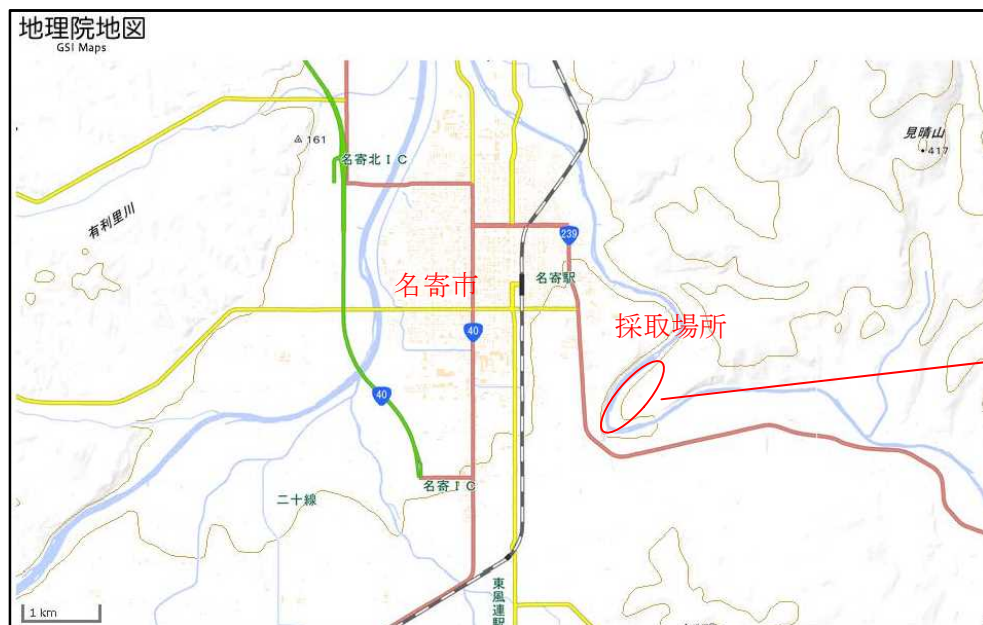 地理院地図
GSI Maps
見晴山
417
161
名寄北IC
有利里川
239
名寄市
名寄駅
採取場所
40
40
名寄IC
二十線
東風連駅
1 km